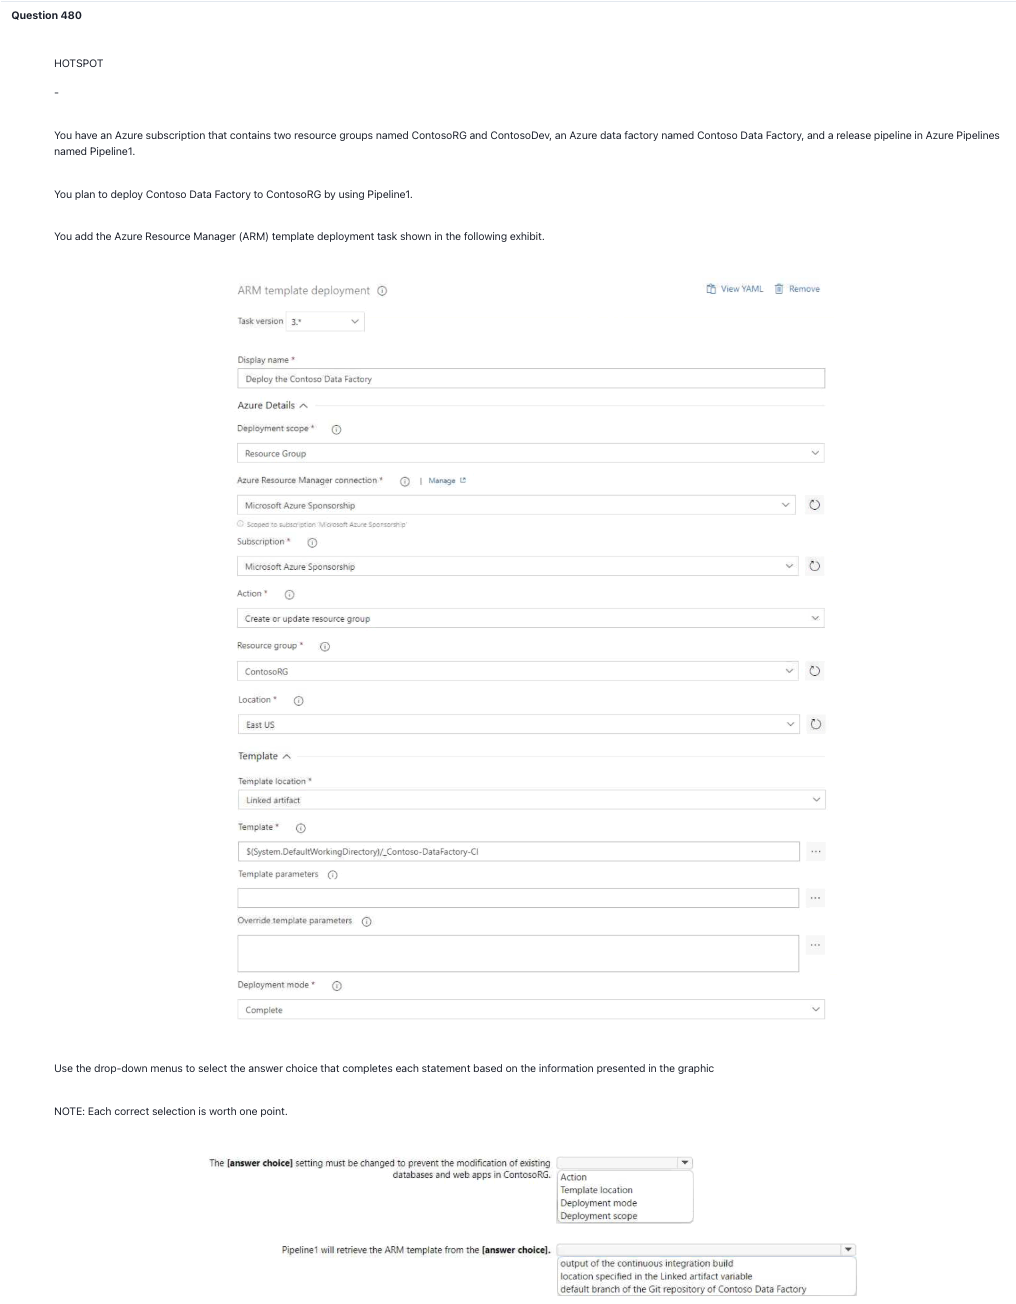 Question 480
HOTSPOT
-
You have an Azure subscription that contains two resource groups named ContosoRG and ContosoDev, an Azure data factory named Contoso Data Factory, and a release pipeline in Azure Pipelines
named Pipeline1.
You plan to deploy Contoso Data Factory to ContosoRG by using Pipeline1.
You add the Azure Resource Manager (ARM) template deployment task shown in the following exhibit.
ARM template deployment
View YAML Remove
Task version 3.*
Display name *
Deploy the Contoso Data Factory
Azure Details
Deployment scope *
Resource Group
Azure Resource Manager connection * | Manage
Microsoft Azure Sponsorship
Scoped to subscription 'Microsoft Azure Sponsorship'
Subscription *
Microsoft Azure Sponsorship
Action *
Create or update resource group
Resource group *
ContosoRG
Location *
East US
Template
Template location *
Linked artifact
Template *
$(System.DefaultWorkingDirectory)/_Contoso-DataFactory-CI
...
Template parameters
...
Override template parameters
...
Deployment mode *
Complete
Use the drop-down menus to select the answer choice that completes each statement based on the information presented in the graphic
NOTE: Each correct selection is worth one point.
The [answer choice] setting must be changed to prevent the modification of existing
databases and web apps in ContosoRG.
Action
Template location
Deployment mode
Deployment scope
Pipeline1 will retrieve the ARM template from the [answer choice].
output of the continuous integration build
location specified in the Linked artifact variable
default branch of the Git repository of Contoso Data Factory